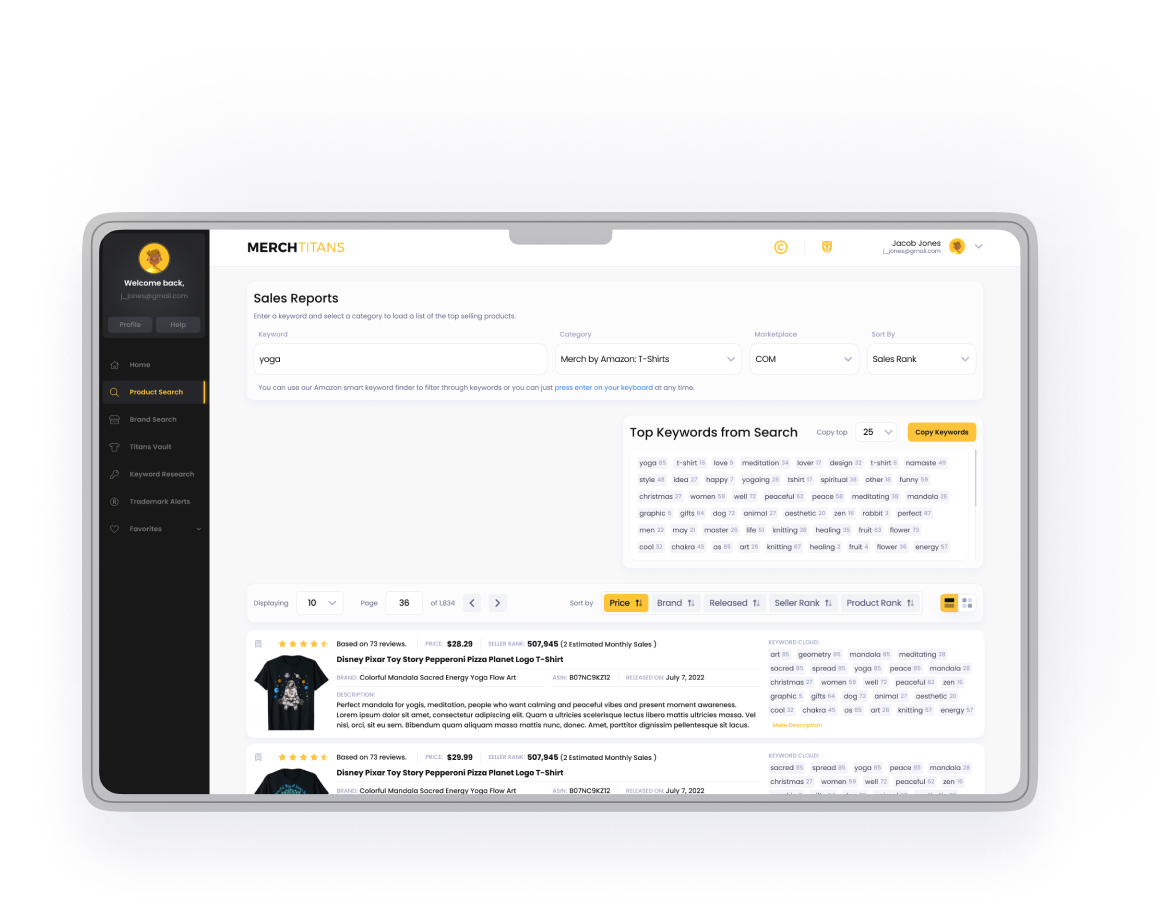 MERCHTITANS
Jacob Jones
j_jones@gmail.com
Welcome back,
j_jones@gmail.com
Profile Help
Home
Product Search
Brand Search
Titans Vault
Keyword Research
Trademark Alerts
Favorites
Sales Reports
Enter a keyword and select a category to load a list of the top selling products.
Keyword Category Marketplace Sort By
yoga Merch by Amazon: T-Shirts COM Sales Rank
You can use our Amazon smart keyword finder to filter through keywords or you can just press enter on your keyboard at any time.
Top Keywords from Search Copy top 25 Copy Keywords
yoga 85 t-shirt 15 love 5 meditation 34 lover 17 design 32 t-shirt 6 namaste 49
style 48 idea 27 happy 7 yogaing 26 tshirt 17 spiritual 38 other 16 funny 59
christmas 27 women 59 well 72 peaceful 62 peace 56 meditating 38 mandala 28
graphic 5 gifts 64 dog 72 animal 27 aesthetic 20 zen 16 rabbit 3 perfect 87
men 22 may 21 master 26 life 51 knitting 28 healing 35 fruit 63 flower 73
cool 32 chakra 45 as 85 art 26 knitting 67 healing 2 fruit 4 flower 36 energy 57
Displaying 10 Page 36 of 1,834 Sort by Price Brand Released Seller Rank Product Rank
Based on 73 reviews. PRICE: $28.29 SELLER RANK: 507,945 (2 Estimated Monthly Sales )
Disney Pixar Toy Story Pepperoni Pizza Planet Logo T-Shirt
BRAND: Colorful Mandala Sacred Energy Yoga Flow Art ASIN: B07NC9KZ12 RELEASED ON: July 7, 2022
DESCRIPTION:
Perfect mandala for yogis, meditation, people who want calming and peaceful vibes and present moment awareness.
Lorem ipsum dolor sit amet, consectetur adipiscing elit. Quam a ultricies scelerisque lectus libero mattis ultricies massa. Vel
nisl, orci, sit eu sem. Bibendum quam aliquam massa mattis nunc, donec. Amet, porttitor dignissim pellentesque sit lacus.
KEYWORD CLOUD:
art 85 geometry 85 mandala 85 meditating 38
sacred 85 spread 85 yoga 85 peace 85 mandala 28
christmas 27 women 59 well 72 peaceful 62 zen 16
graphic 5 gifts 64 dog 72 animal 27 aesthetic 20
cool 32 chakra 45 as 85 art 26 knitting 67 energy 57
More Description
Based on 73 reviews. PRICE: $29.99 SELLER RANK: 507,945 (2 Estimated Monthly Sales )
Disney Pixar Toy Story Pepperoni Pizza Planet Logo T-Shirt
BRAND: Colorful Mandala Sacred Energy Yoga Flow Art ASIN: B07NC9KZ12 RELEASED ON: July 7, 2022
KEYWORD CLOUD:
sacred 85 spread 85 yoga 85 peace 85 mandala 28
christmas 27 women 59 well 72 peaceful 62 zen 16